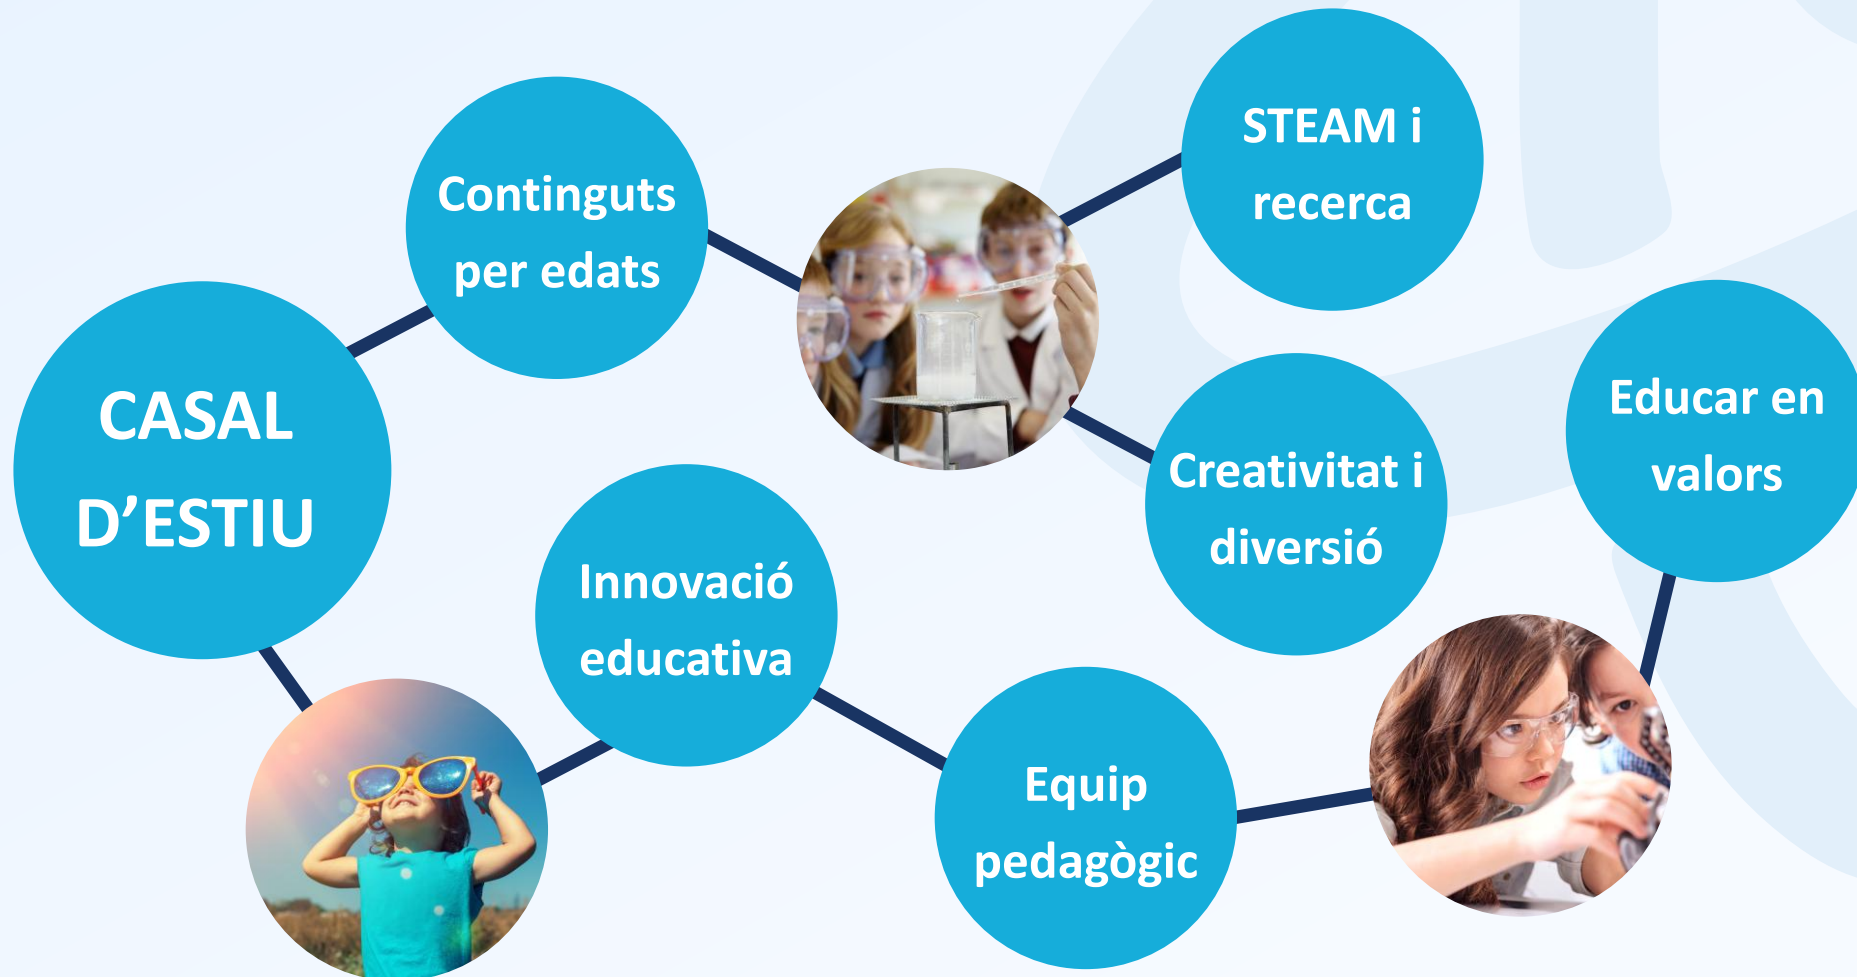 CASAL
D’ESTIU
Continguts
per edats
STEAM i
recerca
Creativitat i
diversió
Innovació
educativa
Equip
pedagògic
Educar en
valors